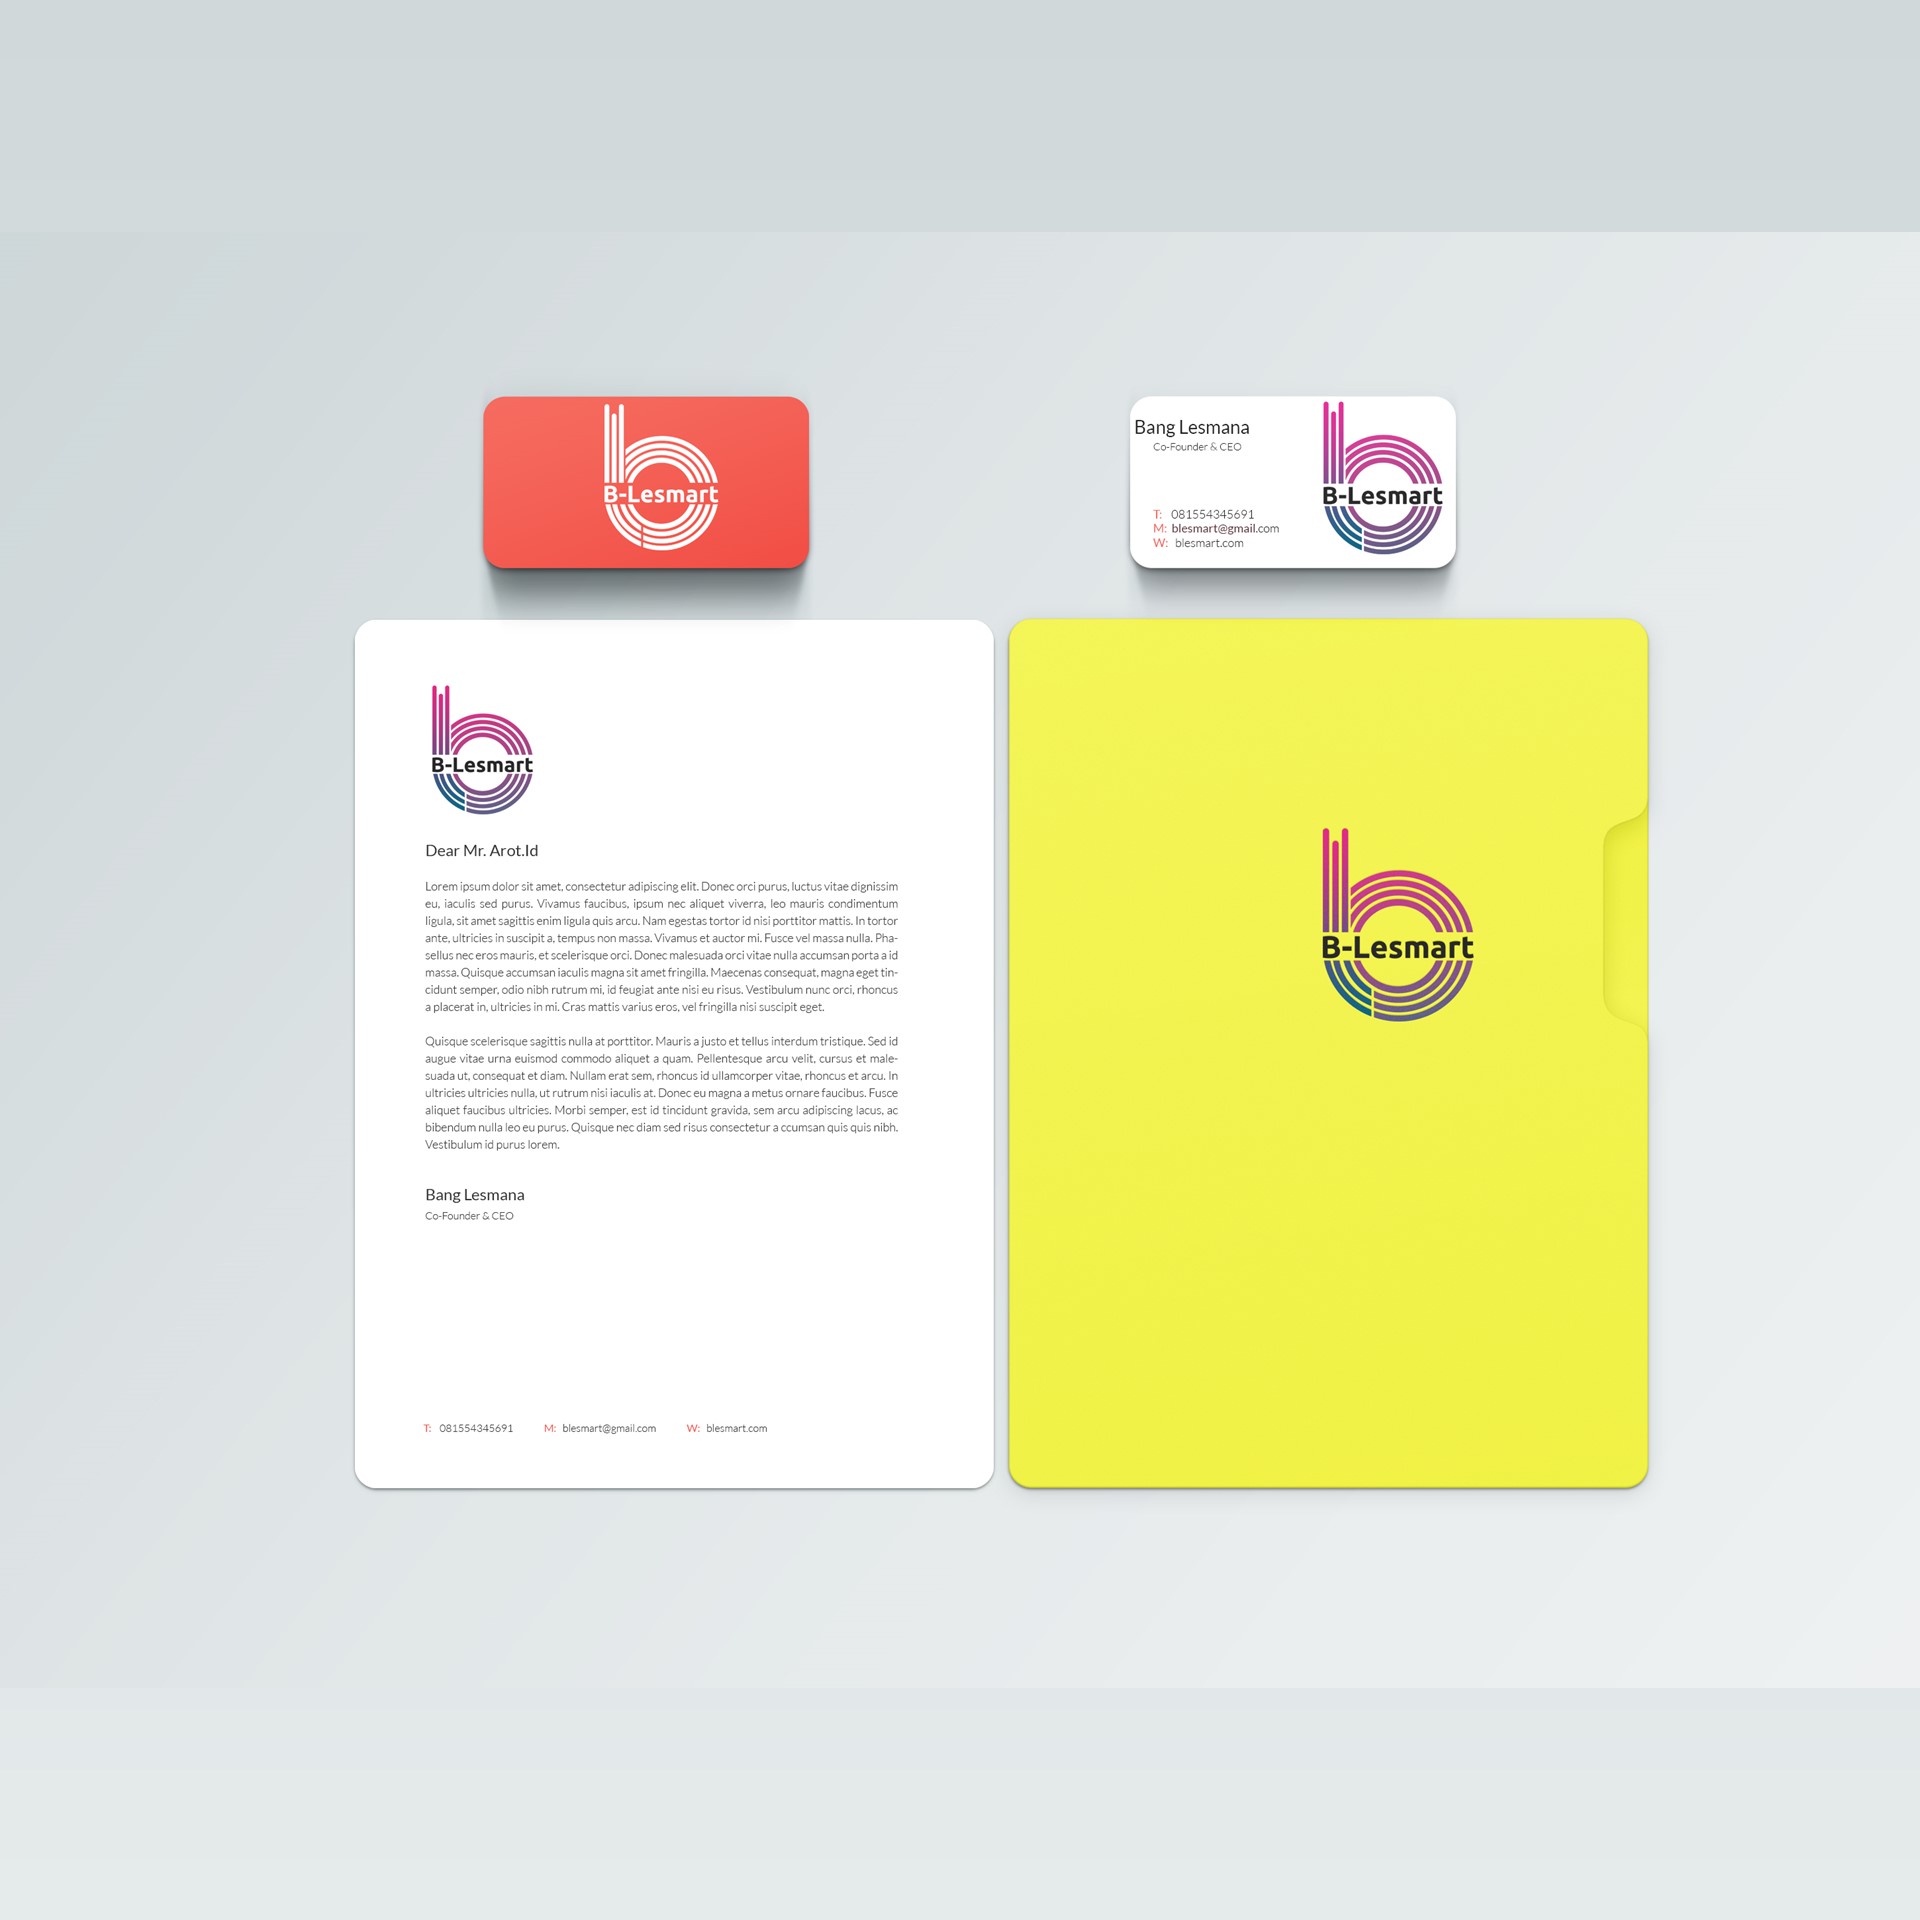 B-Lesmart
Bang Lesmana
Co-Founder & CEO
T: 081554345691
M: blesmart@gmail.com
W: blesmart.com
B-Lesmart
B-Lesmart
Dear Mr. Arot.Id
Lorem ipsum dolor sit amet, consectetur adipiscing elit. Donec orci purus, luctus vitae dignissim
eu, iaculis sed purus. Vivamus faucibus, ipsum nec aliquet viverra, leo mauris condimentum
ligula, sit amet sagittis enim ligula quis arcu. Nam egestas tortor id nisi porttitor mattis. In tortor
ante, ultricies in suscipit a, tempus non massa. Vivamus et auctor mi. Fusce vel massa nulla. Pha-
sellus nec eros mauris, et scelerisque orci. Donec malesuada orci vitae nulla accumsan porta a id
massa. Quisque accumsan iaculis magna sit amet fringilla. Maecenas consequat, magna eget tin-
cidunt semper, odio nibh rutrum mi, id feugiat ante nisi eu risus. Vestibulum nunc orci, rhoncus
a placerat in, ultricies in mi. Cras mattis varius eros, vel fringilla nisi suscipit eget.
Quisque scelerisque sagittis nulla at porttitor. Mauris a justo et tellus interdum tristique. Sed id
augue vitae urna euismod commodo aliquet a quam. Pellentesque arcu velit, cursus et male-
suada ut, consequat et diam. Nullam erat sem, rhoncus id ullamcorper vitae, rhoncus et arcu. In
ultricies ultricies nulla, ut rutrum nisi iaculis at. Donec eu magna a metus ornare faucibus. Fusce
aliquet faucibus ultricies. Morbi semper, est id tincidunt gravida, sem arcu adipiscing lacus, ac
bibendum nulla leo eu purus. Quisque nec diam sed risus consectetur a ccumsan quis quis nibh.
Vestibulum id purus lorem.
Bang Lesmana
Co-Founder & CEO
T: 081554345691 M: blesmart@gmail.com W: blesmart.com
B-Lesmart